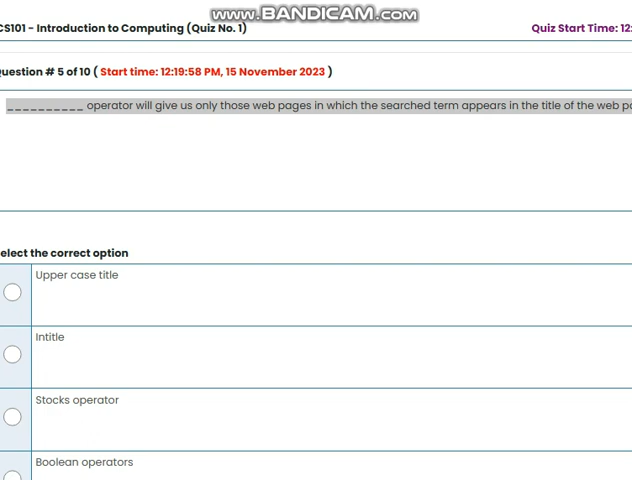 www.BANDICAM.com
CS101 - Introduction to Computing (Quiz No. 1) Quiz Start Time: 12:
Question # 5 of 10 ( Start time: 12:19:58 PM, 15 November 2023 )
__________ operator will give us only those web pages in which the searched term appears in the title of the web
elect the correct option
Upper case title
Intitle
Stocks operator
Boolean operators